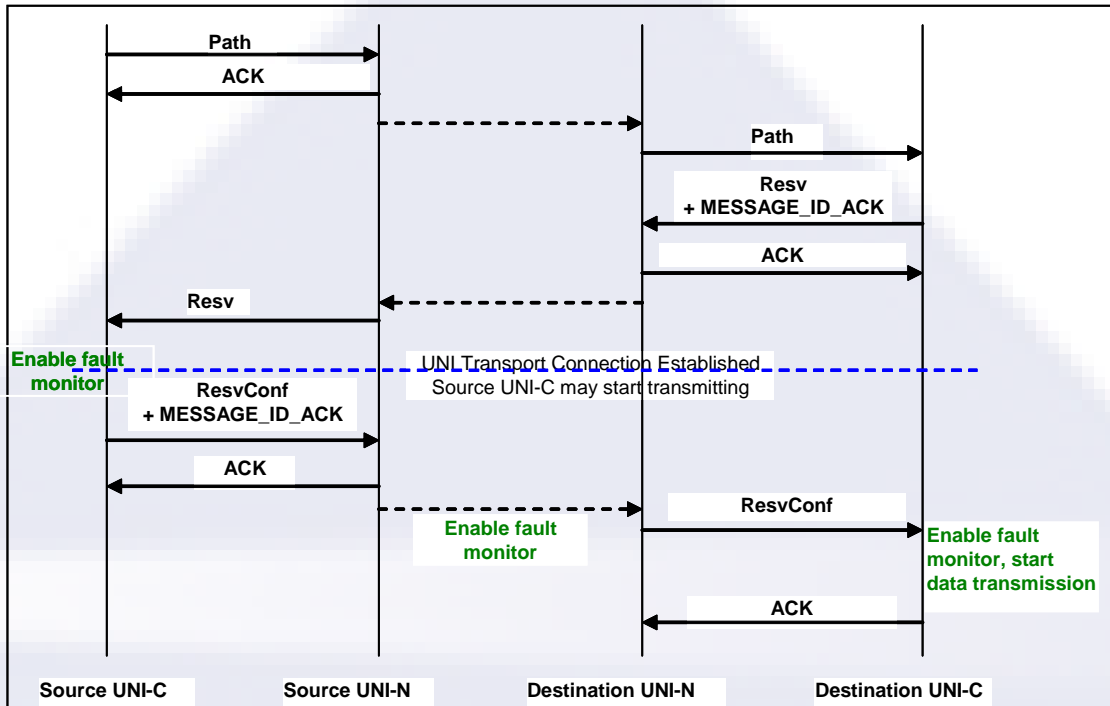 Path
ACK
Path
Resv
+ MESSAGE_ID_ACK
ACK
Resv
Enable fault
monitor
UNI Transport Connection Established
Source UNI-C may start transmitting
ResvConf
+ MESSAGE_ID_ACK
ACK
ResvConf
Enable fault
monitor
Enable fault
monitor, start
data transmission
ACK
Source UNI-C
Source UNI-N
Destination UNI-N
Destination UNI-C